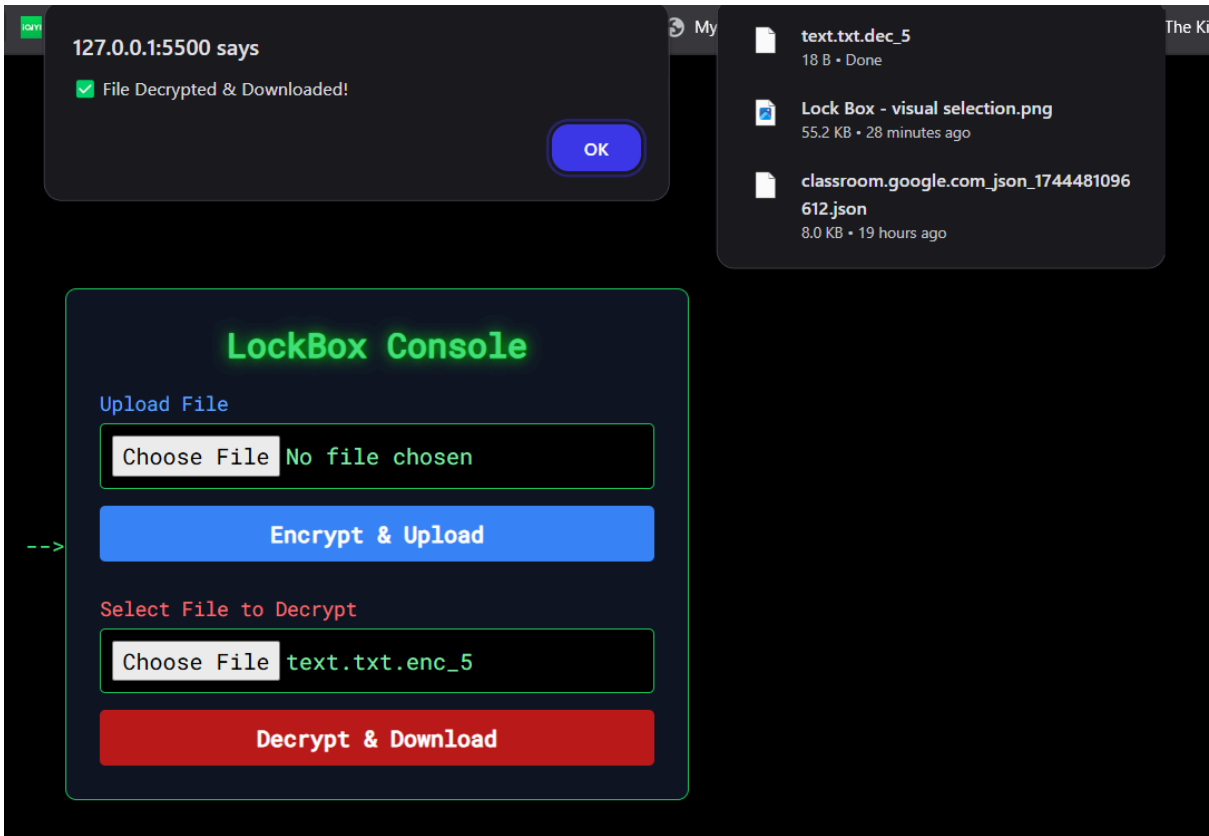 iQIYI
My
The Ki
127.0.0.1:5500 says
✅ File Decrypted & Downloaded!
OK
text.txt.dec_5
18 B • Done
Lock Box - visual selection.png
55.2 KB • 28 minutes ago
classroom.google.com_json_1744481096
612.json
8.0 KB • 19 hours ago
LockBox Console
Upload File
Choose File No file chosen
Encrypt & Upload
-->
Select File to Decrypt
Choose File text.txt.enc_5
Decrypt & Download